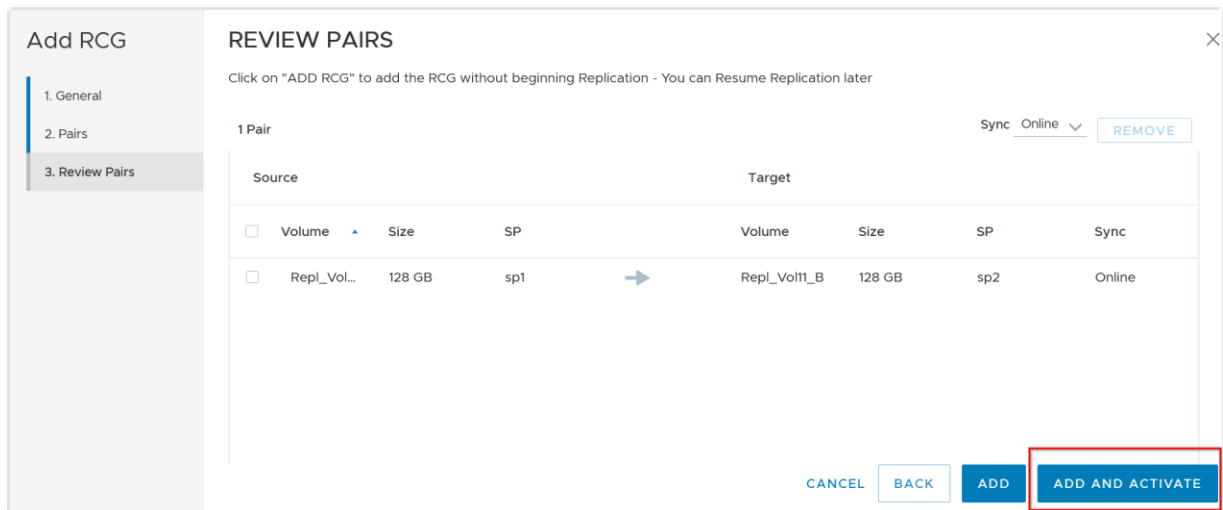 Add RCG
1. General
2. Pairs
3. Review Pairs
REVIEW PAIRS
Click on "ADD RCG" to add the RCG without beginning Replication - You can Resume Replication later
1 Pair
Sync Online REMOVE
Source Target
Volume Size SP Volume Size SP Sync
Repl_Vol... 128 GB sp1 Repl_Vol11_B 128 GB sp2 Online
CANCEL BACK ADD ADD AND ACTIVATE